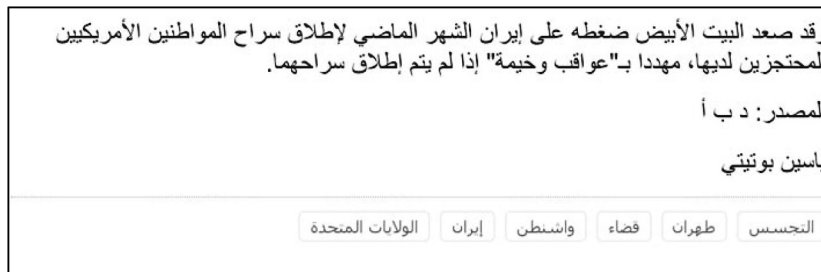 وقد صعد البيت الأبيض ضغطه على إيران الشهر الماضي لإطلاق سراح المواطنين الأمريكيين
المحتجزين لديها، مهددا بـ"عواقب وخيمة" إذا لم يتم إطلاق سراحهما.
المصدر: د ب أ
ياسين بوتيتي
التجسس طهران قضاء واشنطن إيران الولايات المتحدة